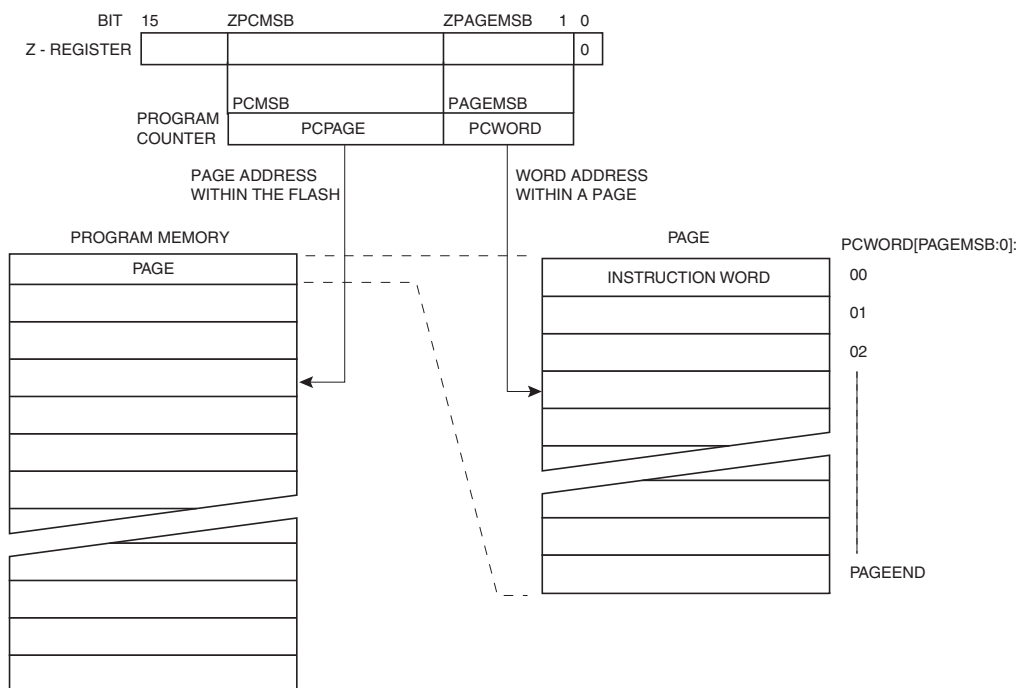 BIT 15 ZPCMSB ZPAGEMSB 1 0
Z - REGISTER 0
PCMSB PAGEMSB
PROGRAM
COUNTER
PCPAGE PCWORD
PAGE ADDRESS
WITHIN THE FLASH
WORD ADDRESS
WITHIN A PAGE
PROGRAM MEMORY
PAGE
PAGE
PCWORD[PAGEMSB:0]:
INSTRUCTION WORD 00
01
02
PAGEEND